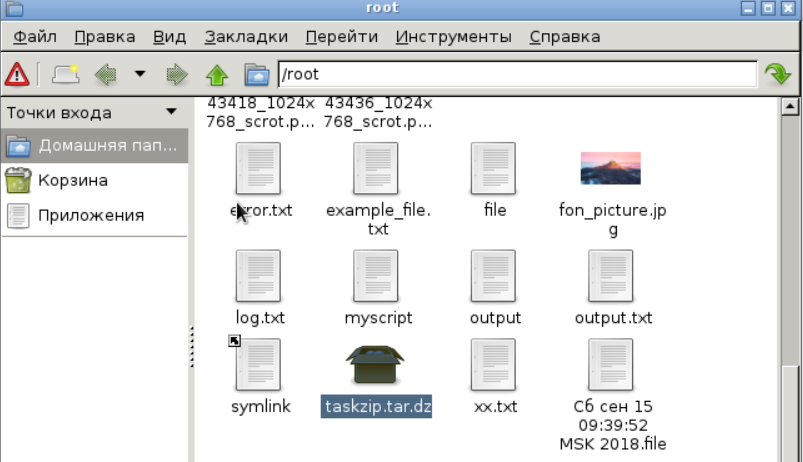 root
Файл Правка Вид Закладки Перейти Инструменты Справка
/root
Точки входа
Домашняя пап...
Корзина
Приложения
43418_1024x 43436_1024x
768_scrot.p... 768_scrot.p...
error.txt example_file. file fon_picture.jp
txt g
log.txt myscript output output.txt
symlink taskzip.tar.dz xx.txt Сб сен 15
09:39:52
MSK 2018.file